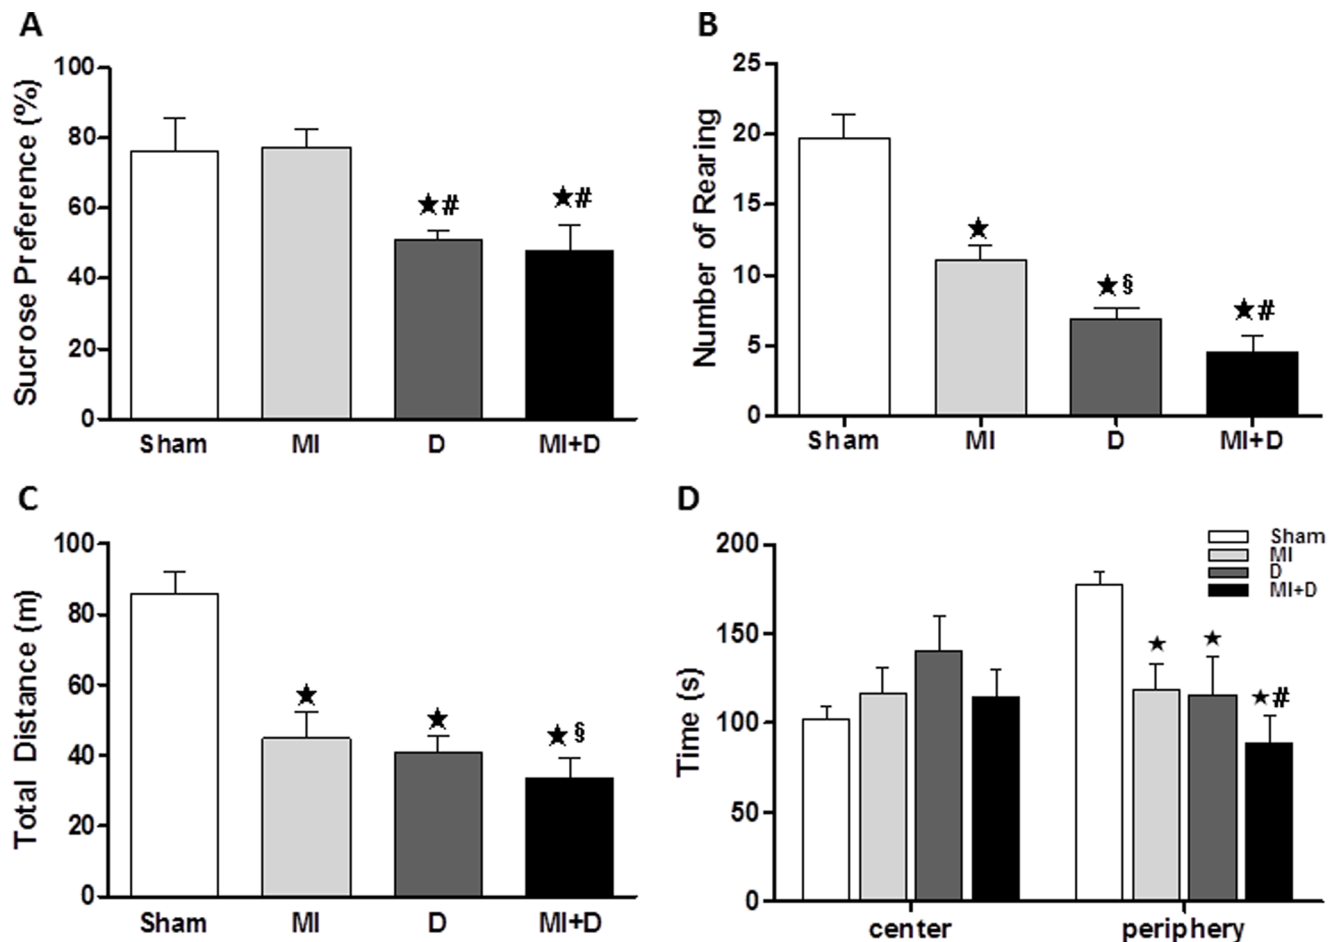 A
Sucrose Preference (%)
100
80
60
40
20
0
★#
★#
Sham MI D MI+D
B
Number of Rearing
25
20
15
10
5
0
★
★§
★#
Sham MI D MI+D
C
Total Distance (m)
100
80
60
40
20
0
★
★
★§
Sham MI D MI+D
D
Time (s)
200
150
100
50
0
Sham
MI
D
MI+D
★
★
★#
center periphery